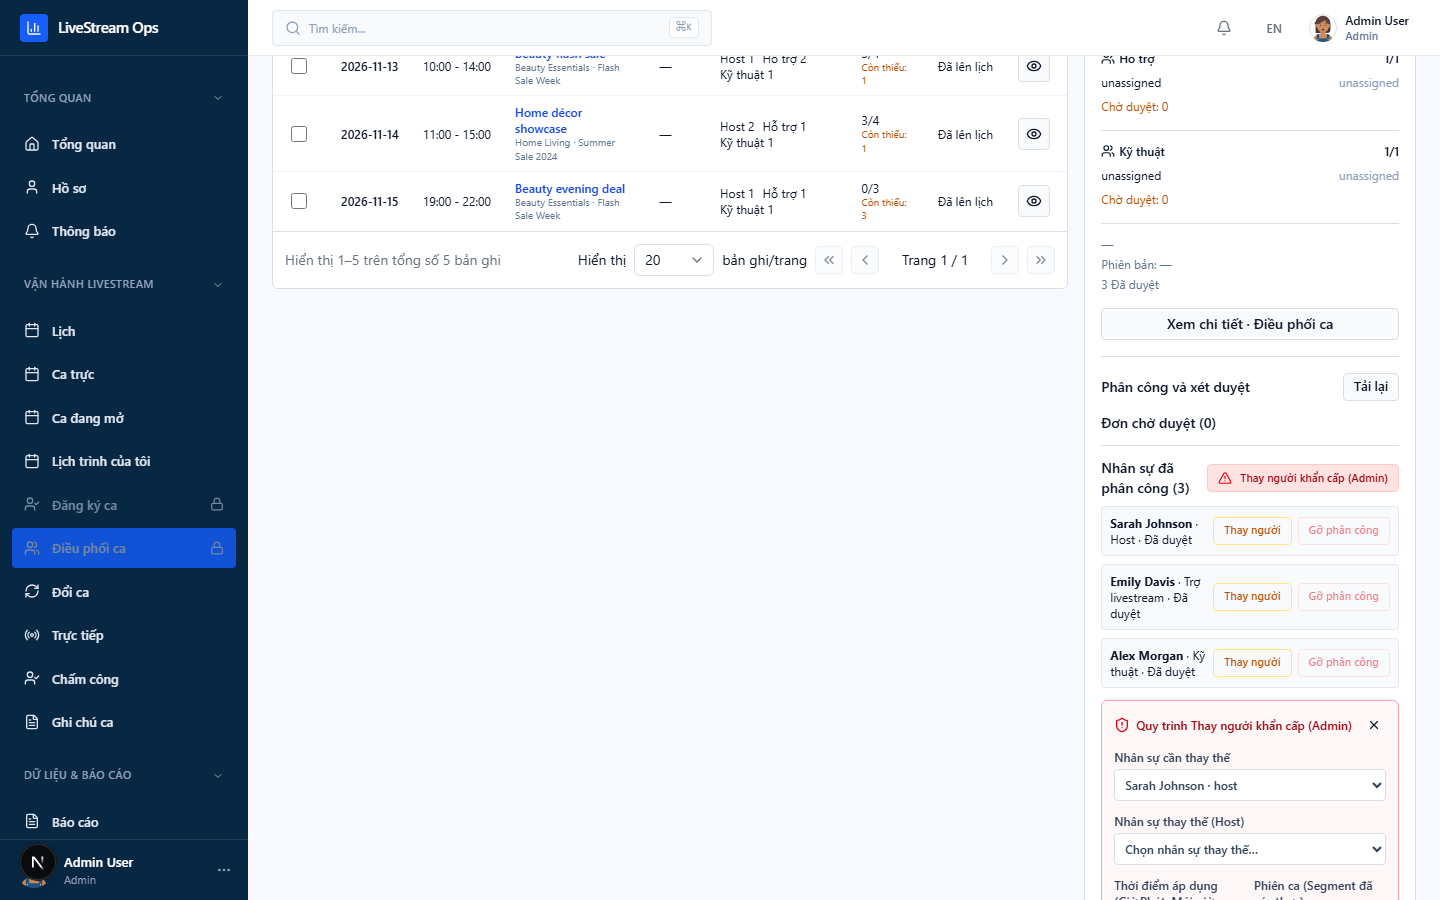 LiveStream Ops
Tìm kiếm...
⌘K
EN
Admin User
Admin
TỔNG QUAN
Tổng quan
Hồ sơ
Thông báo
VẬN HÀNH LIVESTREAM
Lịch
Ca trực
Ca đang mở
Lịch trình của tôi
Đăng ký ca
Điều phối ca
Đổi ca
Trực tiếp
Chấm công
Ghi chú ca
DỮ LIỆU & BÁO CÁO
Báo cáo
Admin User
Admin
2026-11-13
10:00 - 14:00
Beauty flash sale
Beauty Essentials · Flash
Sale Week
—
Host 1 Hỗ trợ 2
Kỹ thuật 1
Còn thiếu:
1
Đã lên lịch
2026-11-14
11:00 - 15:00
Home décor
showcase
Home Living · Summer
Sale 2024
—
Host 2 Hỗ trợ 1
Kỹ thuật 1
3/4
Còn thiếu:
1
Đã lên lịch
2026-11-15
19:00 - 22:00
Beauty evening deal
Beauty Essentials · Flash
Sale Week
—
Host 1 Hỗ trợ 1
Kỹ thuật 1
0/3
Còn thiếu:
3
Đã lên lịch
Hiển thị 1–5 trên tổng số 5 bản ghi
Hiển thị 20 bản ghi/trang
Trang 1 / 1
Hỗ trợ 1/1
unassigned unassigned
Chờ duyệt: 0
Kỹ thuật 1/1
unassigned unassigned
Chờ duyệt: 0
—
Phiên bản: —
3 Đã duyệt
Xem chi tiết · Điều phối ca
Phân công và xét duyệt
Tải lại
Đơn chờ duyệt (0)
Nhân sự đã
phân công (3)
Thay người khẩn cấp (Admin)
Sarah Johnson ·
Host · Đã duyệt
Thay người
Gỡ phân công
Emily Davis · Trợ
livestream · Đã
duyệt
Thay người
Gỡ phân công
Alex Morgan · Kỹ
thuật · Đã duyệt
Thay người
Gỡ phân công
Quy trình Thay người khẩn cấp (Admin)
Nhân sự cần thay thế
Sarah Johnson · host
Nhân sự thay thế (Host)
Chọn nhân sự thay thế...
Thời điểm áp dụng
Phiên ca (Segment đã